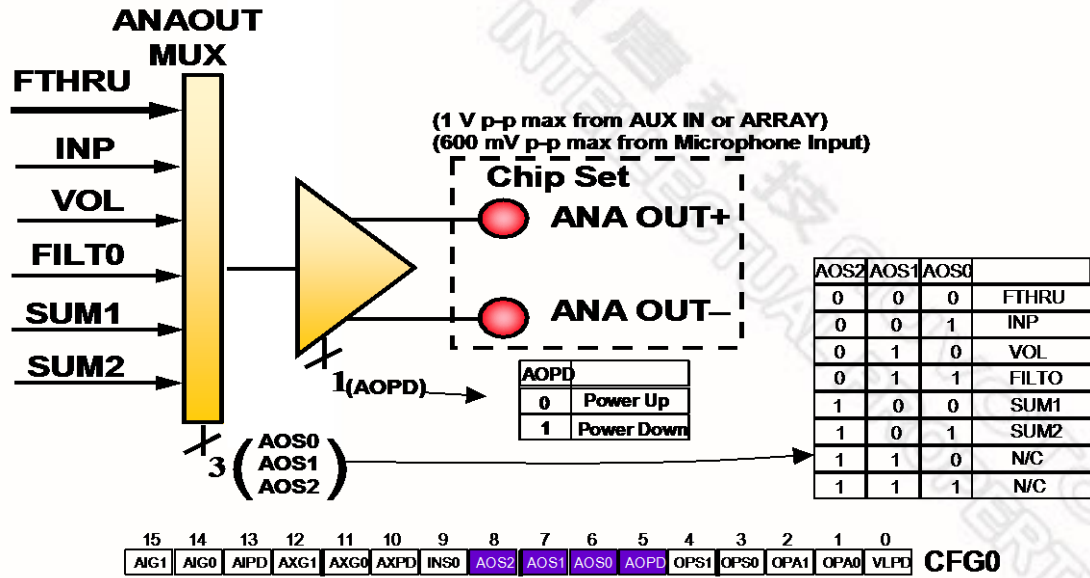 ANAOUT
MUX
FTHRU
INP
VOL
FILT0
SUM1
SUM2
(1 V p-p max from AUX IN or ARRAY)
(600 mV p-p max from Microphone Input)
Chip Set
ANA OUT+
ANA OUT–
1 (AOPD)
AOPD
0 Power Up
1 Power Down
3 (AOS0
AOS1
AOS2)
AOS2 AOS1 AOS0
0 0 0 FTHRU
0 0 1 INP
0 1 0 VOL
0 1 1 FILTO
1 0 0 SUM1
1 0 1 SUM2
1 1 0 N/C
1 1 1 N/C
15 14 13 12 11 10 9 8 7 6 5 4 3 2 1 0
AIG1 AIG0 AIPD AXG1 AXG0 AXPD INS0 AOS2 AOS1 AOS0 AOPD OPS1 OPS0 OPA1 OPA0 VLPD CFG0